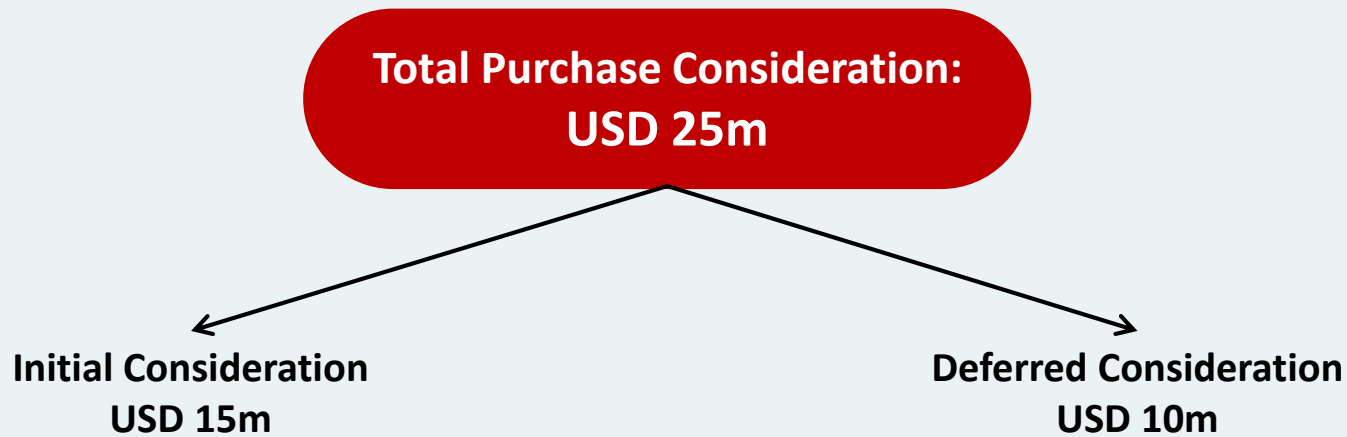 Total Purchase Consideration:
USD 25m
Initial Consideration
USD 15m
Deferred Consideration
USD 10m